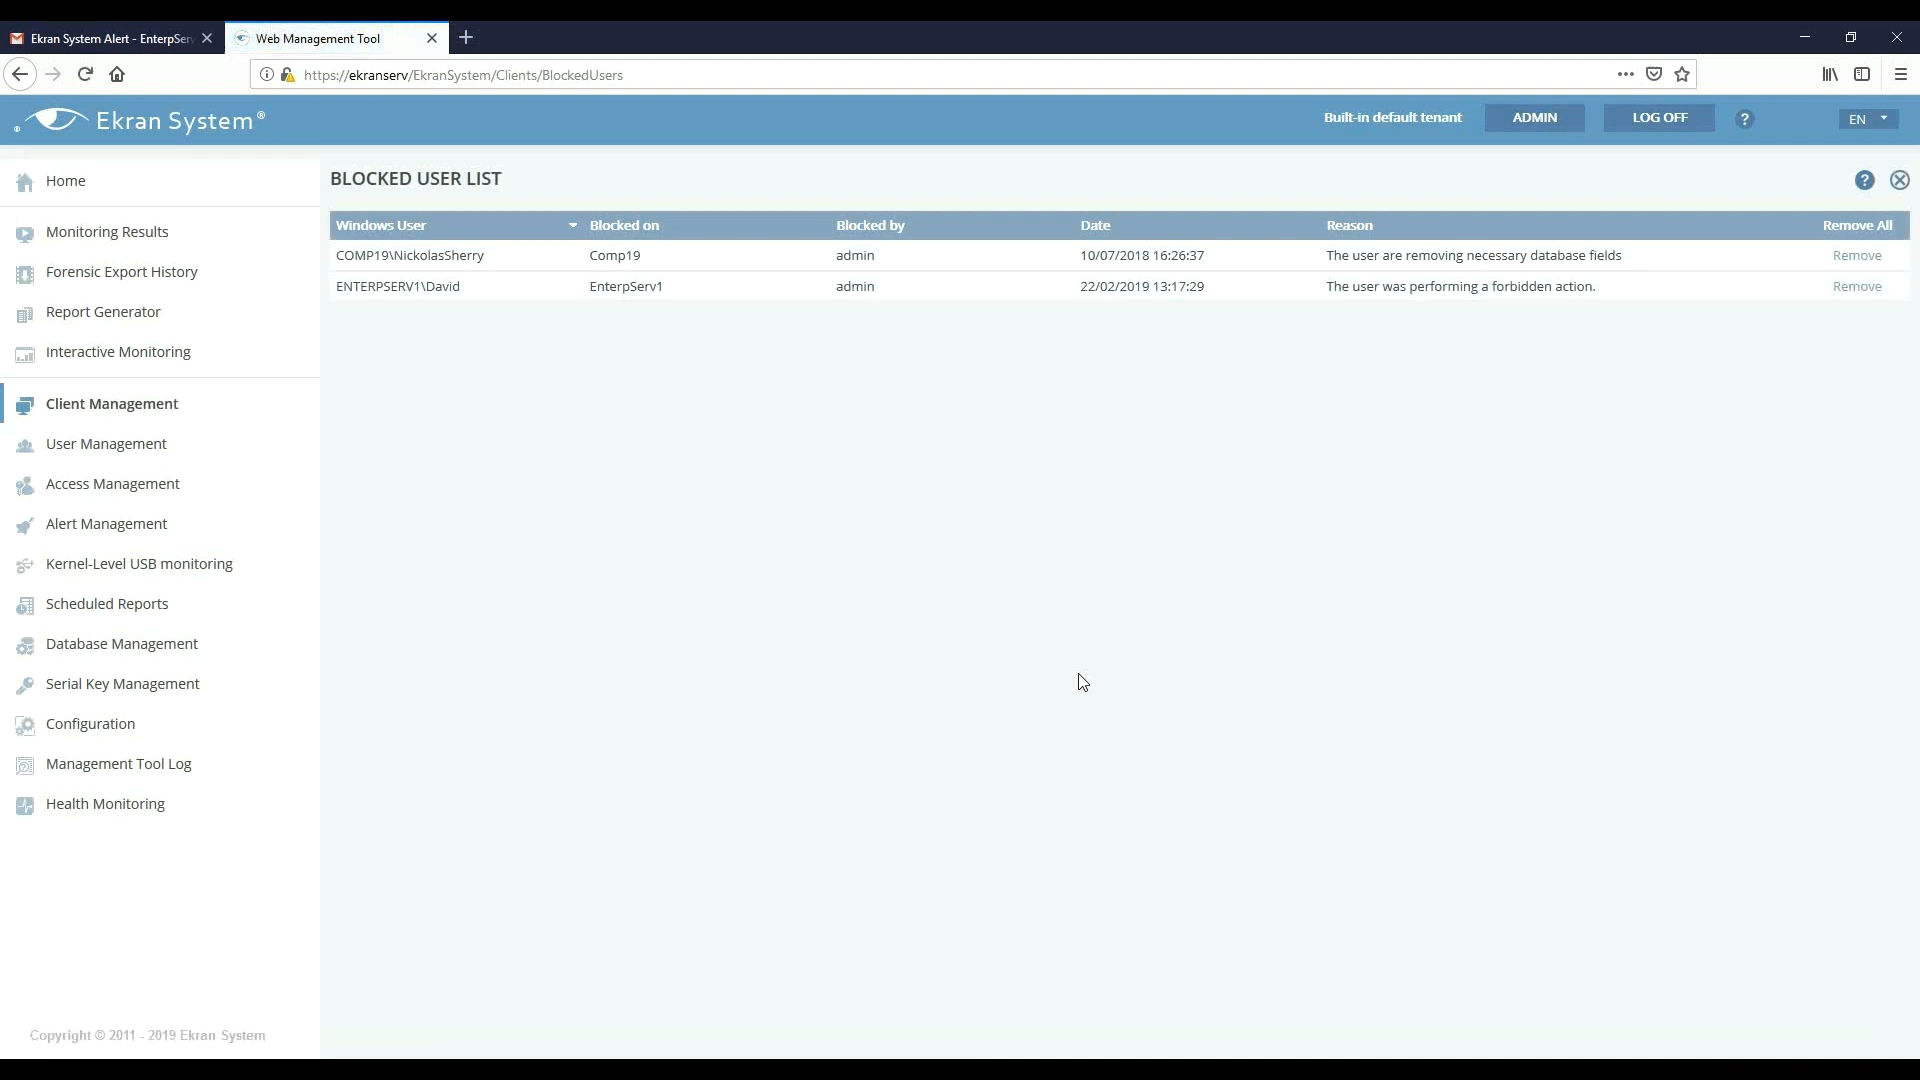 Ekran System Alert - EnterpServ
Web Management Tool
https://ekranserv/EkranSystem/Clients/BlockedUsers
Ekran System®
Built-in default tenant
ADMIN
LOG OFF
?
EN
Home
Monitoring Results
Forensic Export History
Report Generator
Interactive Monitoring
Client Management
User Management
Access Management
Alert Management
Kernel-Level USB monitoring
Scheduled Reports
Database Management
Serial Key Management
Configuration
Management Tool Log
Health Monitoring
Copyright © 2011 - 2019 Ekran System
BLOCKED USER LIST
?
Windows User Blocked on Blocked by Date Reason Remove All
COMP19\NickolasSherry Comp19 admin 10/07/2018 16:26:37 The user are removing necessary database fields Remove
ENTERPSERV1\David EnterpServ1 admin 22/02/2019 13:17:29 The user was performing a forbidden action. Remove